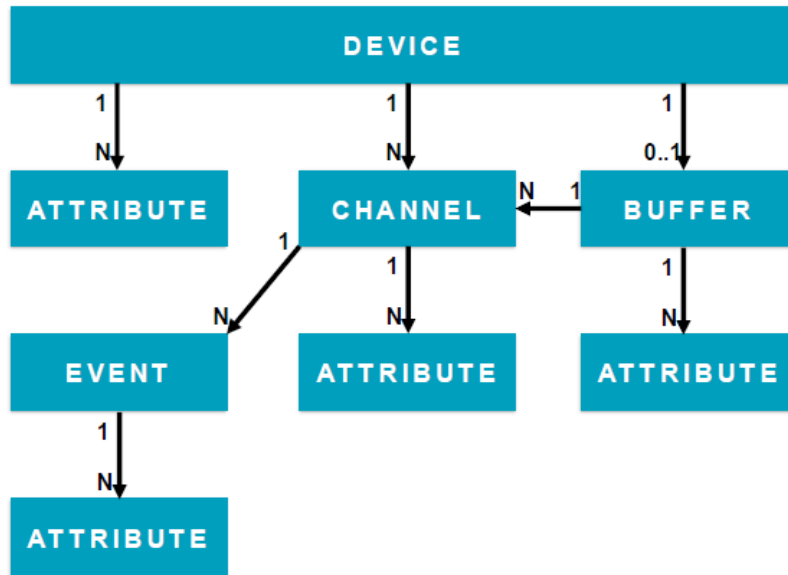 DEVICE
1 1 1
N N 0..1
ATTRIBUTE CHANNEL N 1 BUFFER
1 1 1
N N N
EVENT ATTRIBUTE ATTRIBUTE
1
N
ATTRIBUTE